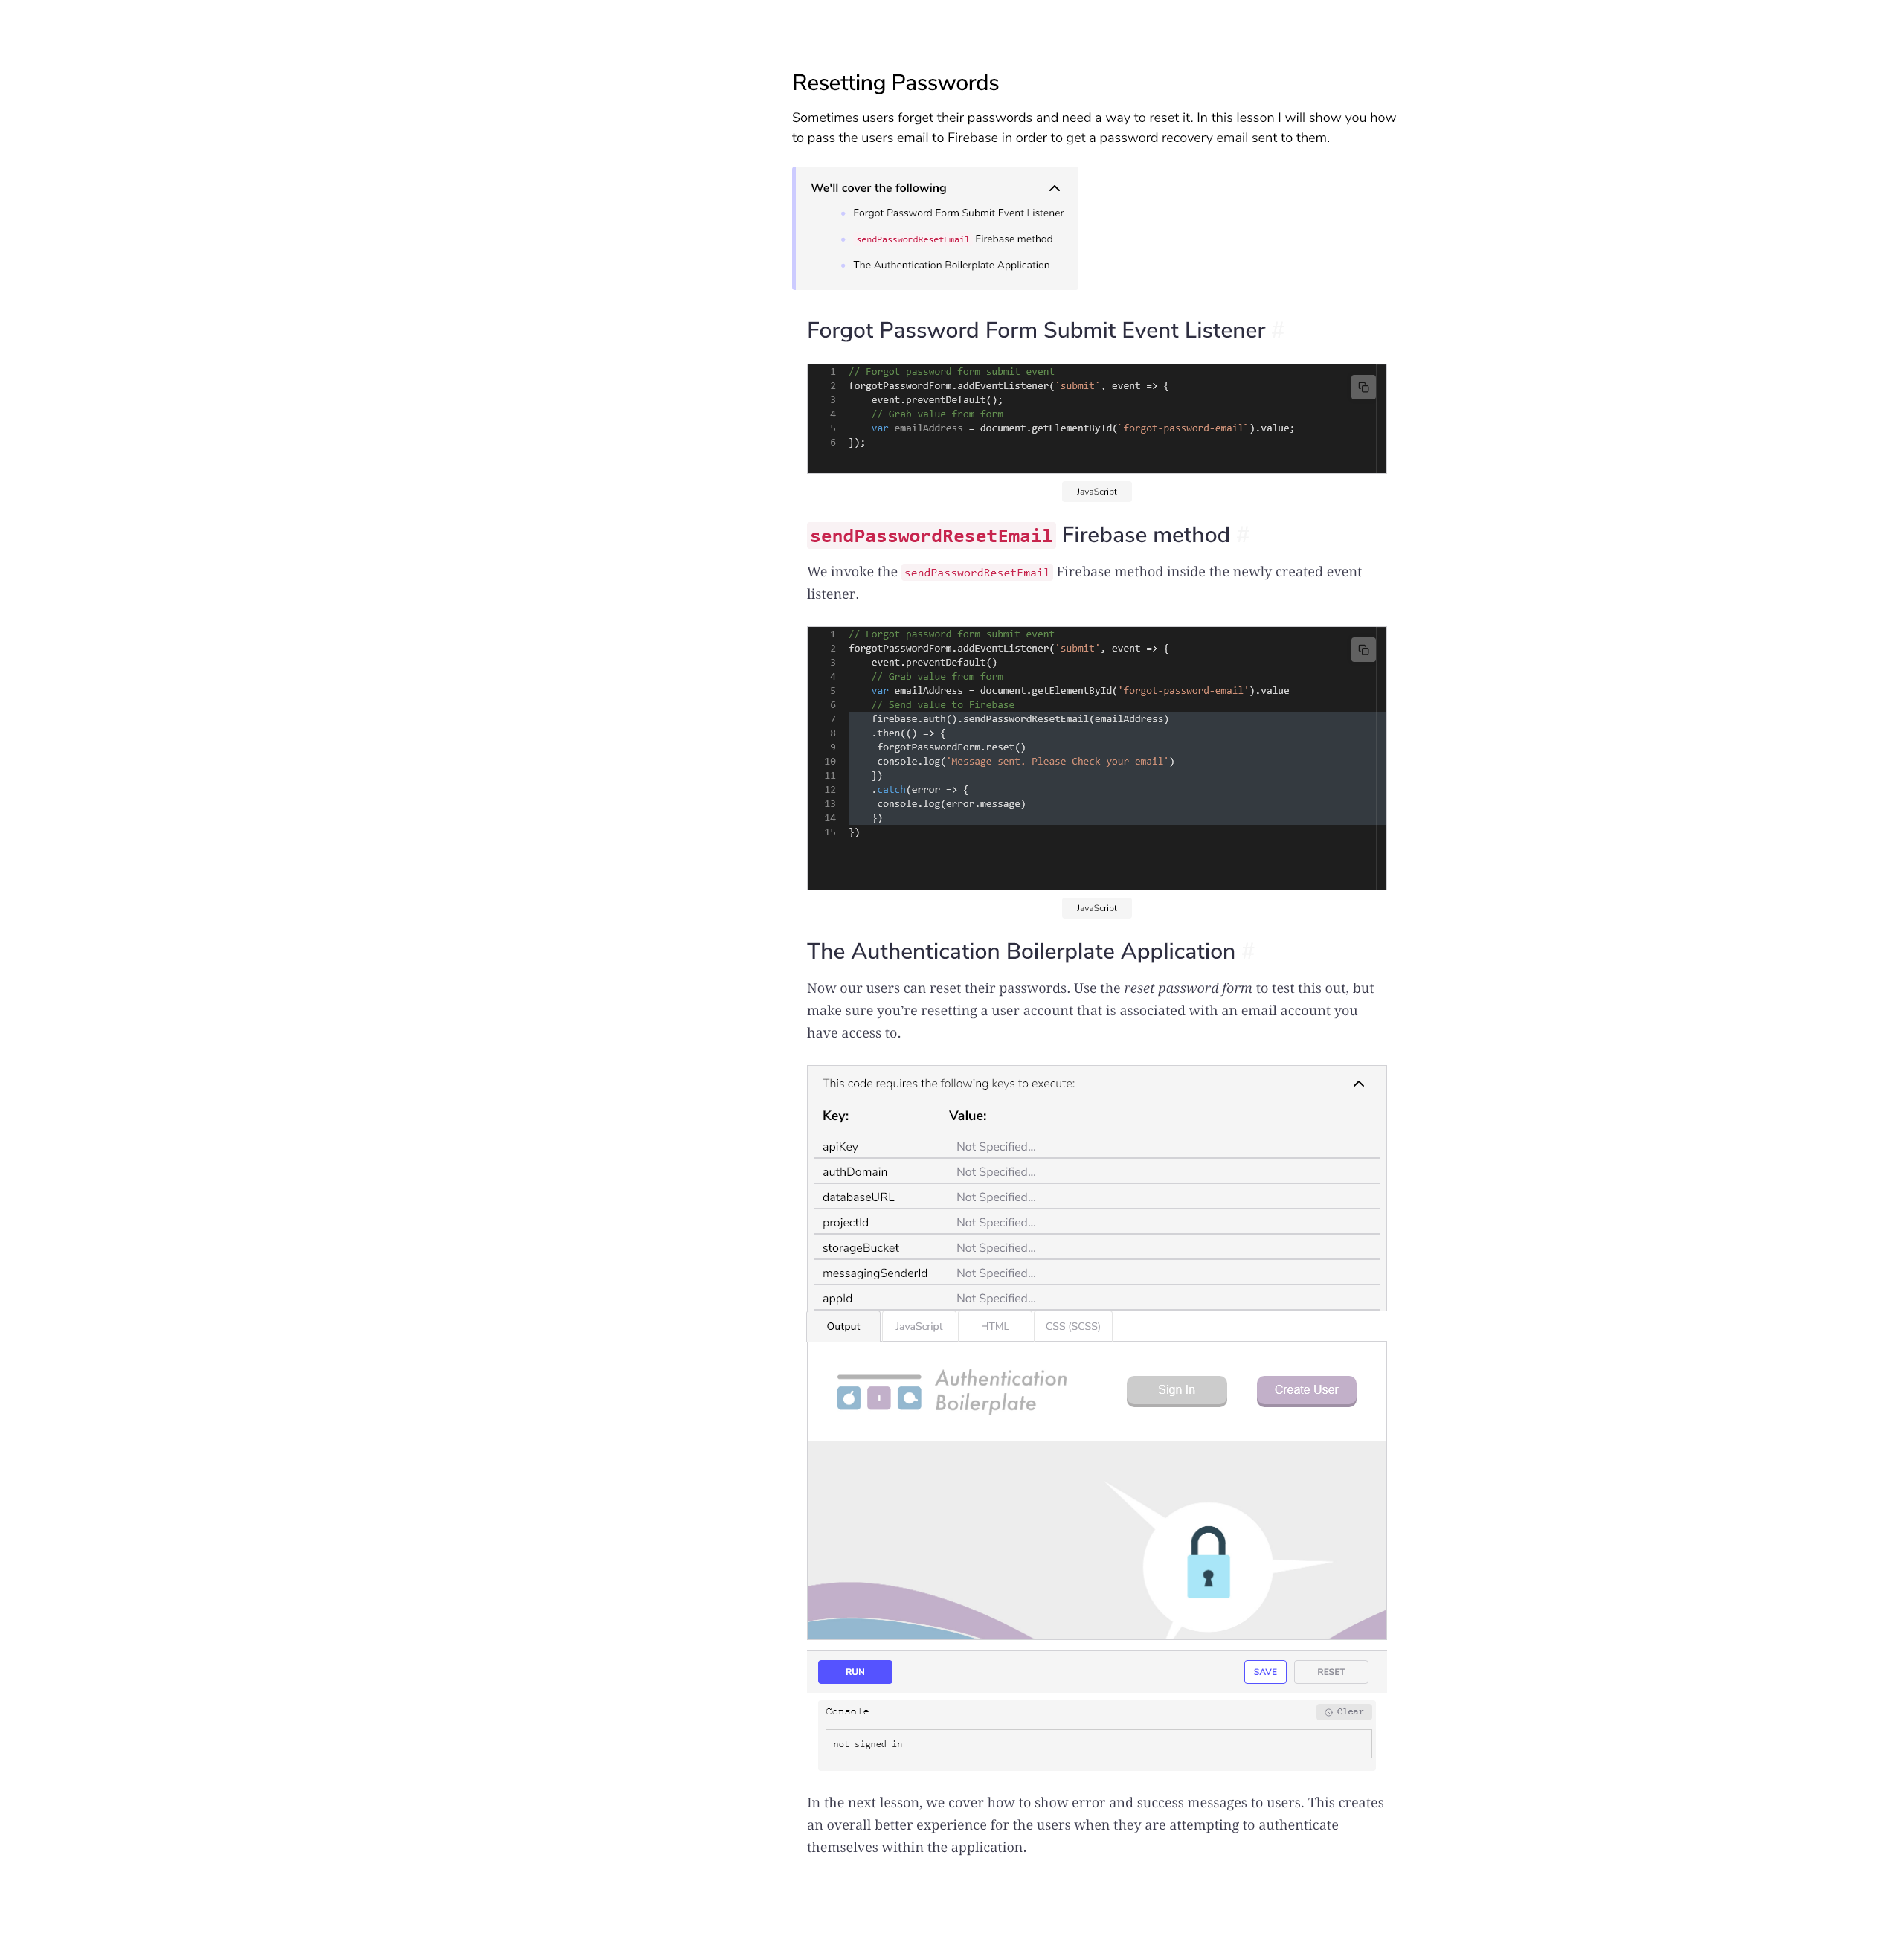 Resetting Passwords
Sometimes users forget their passwords and need a way to reset it. In this lesson I will show you how
to pass the users email to Firebase in order to get a password recovery email sent to them.
We'll cover the following
Forgot Password Form Submit Event Listener
sendPasswordResetEmail Firebase method
The Authentication Boilerplate Application
Forgot Password Form Submit Event Listener #
1 // Forgot password form submit event
2 forgotPasswordForm.addEventListener(`submit`, event => {
3     event.preventDefault();
4     // Grab value from form
5     var emailAddress = document.getElementById(`forgot-password-email`).value;
6 });
JavaScript
sendPasswordResetEmail Firebase method #
We invoke the sendPasswordResetEmail Firebase method inside the newly created event
listener.
1 // Forgot password form submit event
2 forgotPasswordForm.addEventListener('submit', event => {
3     event.preventDefault()
4     // Grab value from form
5     var emailAddress = document.getElementById('forgot-password-email').value
6     // Send value to Firebase
7     firebase.auth().sendPasswordResetEmail(emailAddress)
8     .then(() => {
9      forgotPasswordForm.reset()
10      console.log('Message sent. Please Check your email')
11     })
12     .catch(error => {
13      console.log(error.message)
14     })
15 })
JavaScript
The Authentication Boilerplate Application #
Now our users can reset their passwords. Use the reset password form to test this out, but
make sure you’re resetting a user account that is associated with an email account you
have access to.
This code requires the following keys to execute:
Key: Value:
apiKey Not Specified...
authDomain Not Specified...
databaseURL Not Specified...
projectId Not Specified...
storageBucket Not Specified...
messagingSenderId Not Specified...
appId Not Specified...
Output JavaScript HTML CSS (SCSS)
Authentication
Boilerplate
Sign In Create User
RUN SAVE RESET
Console Clear
not signed in
In the next lesson, we cover how to show error and success messages to users. This creates
an overall better experience for the users when they are attempting to authenticate
themselves within the application.